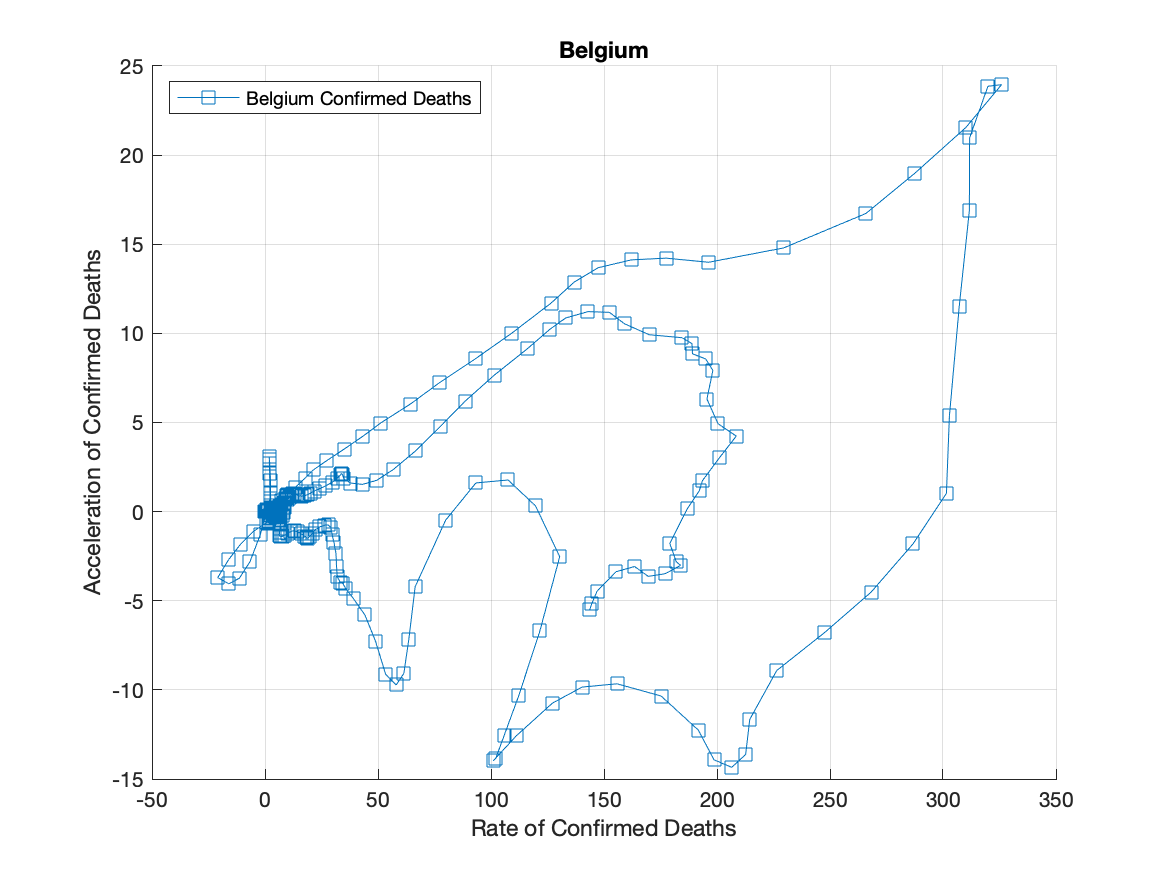 Belgium
Belgium Confirmed Deaths
25
20
15
10
5
0
-5
-10
-15
Acceleration of Confirmed Deaths
-50 0 50 100 150 200 250 300 350
Rate of Confirmed Deaths